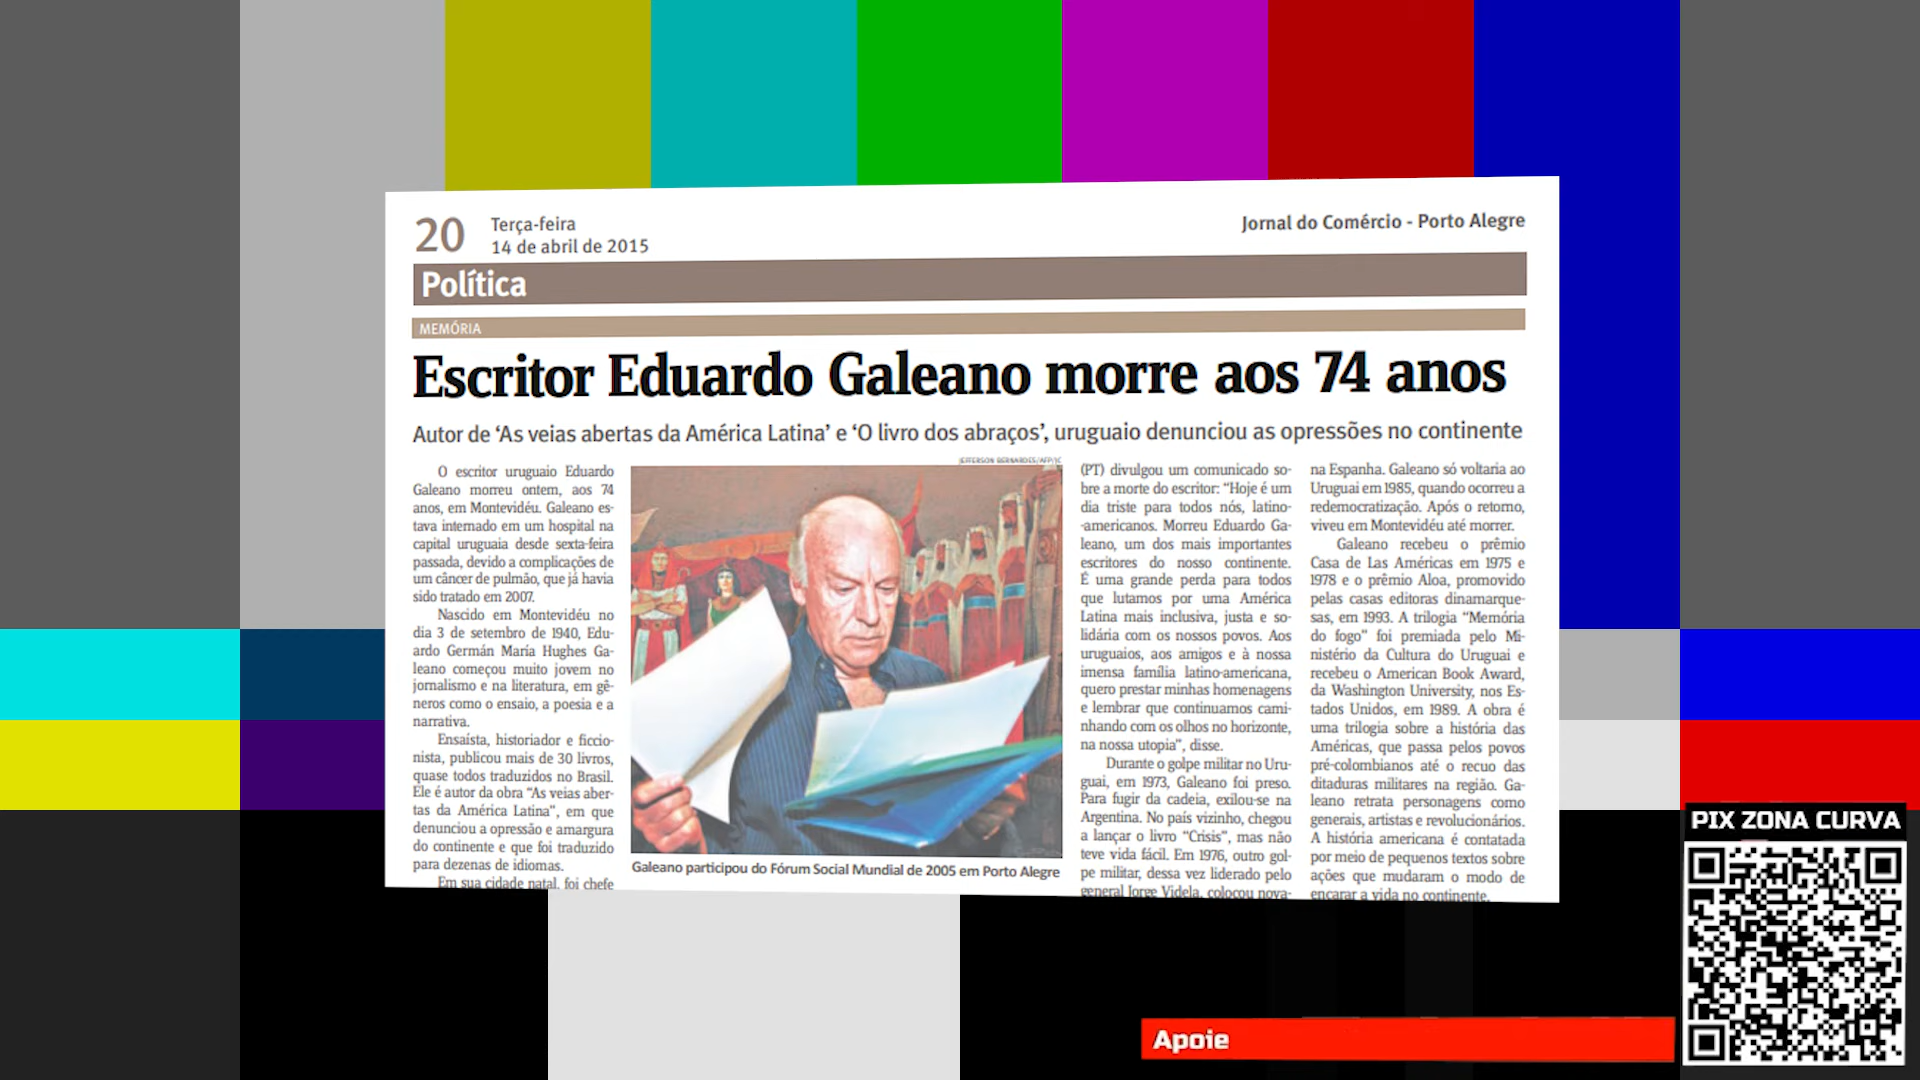 20
Terça-feira
14 de abril de 2015
Jornal do Comércio - Porto Alegre
Política
MEMÓRIA
Escritor Eduardo Galeano morre aos 74 anos
Autor de ‘As veias abertas da América Latina’ e ‘O livro dos abraços’, uruguaio denunciou as opressões no continente
O escritor uruguaio Eduardo
Galeano morreu ontem, aos 74
anos, em Montevidéu. Galeano es-
tava internado em um hospital na
capital uruguaia desde sexta-feira
passada, devido a complicações de
um câncer de pulmão, que já havia
sido tratado em 2007.
Nascido em Montevidéu no
dia 3 de setembro de 1940, Edu-
ardo Germán María Hughes Ga-
leano começou muito jovem no
jornalismo e na literatura, em gê-
neros como o ensaio, a poesia e a
narrativa.
Ensaísta, historiador e ficcio-
nista, publicou mais de 30 livros,
quase todos traduzidos no Brasil.
Ele é autor da obra “As veias aber-
tas da América Latina”, em que
denunciou a opressão e amargura
do continente e que foi traduzido
para dezenas de idiomas.
Em sua cidade natal, foi chefe
JEFFERSON BERNARDES/AFP/JC
Galeano participou do Fórum Social Mundial de 2005 em Porto Alegre
(PT) divulgou um comunicado so-
bre a morte do escritor: “Hoje é um
dia triste para todos nós, latino-
-americanos. Morreu Eduardo Ga-
leano, um dos mais importantes
escritores do nosso continente.
É uma grande perda para todos
que lutamos por uma América
Latina mais inclusiva, justa e so-
lidária com os nossos povos. Aos
uruguaios, aos amigos e à nossa
imensa família latino-americana,
quero prestar minhas homenagens
e lembrar que continuamos cami-
nhando com os olhos no horizonte,
na nossa utopia”, disse.
Durante o golpe militar no Uru-
guai, em 1973, Galeano foi preso.
Para fugir da cadeia, exilou-se na
Argentina. No país vizinho, chegou
a lançar o livro “Crisis”, mas não
teve vida fácil. Em 1976, outro gol-
pe militar, dessa vez liderado pelo
general Jorge Videla, colocou nova-
na Espanha. Galeano só voltaria ao
Uruguai em 1985, quando ocorreu a
redemocratização. Após o retorno,
viveu em Montevidéu até morrer.
Galeano recebeu o prêmio
Casa de Las Américas em 1975 e
1978 e o prêmio Aloa, promovido
pelas casas editoras dinamarque-
sas, em 1993. A trilogia “Memória
do fogo” foi premiada pelo Mi-
nistério da Cultura do Uruguai e
recebeu o American Book Award,
da Washington University, nos Es-
tados Unidos, em 1989. A obra é
uma trilogia sobre a história das
Américas, que passa pelos povos
pré-colombianos até o recuo das
ditaduras militares na região. Ga-
leano retrata personagens como
generais, artistas e revolucionários.
A história americana é contatada
por meio de pequenos textos sobre
ações que mudaram o modo de
encarar a vida no continente.
PIX ZONA CURVA
Apoie